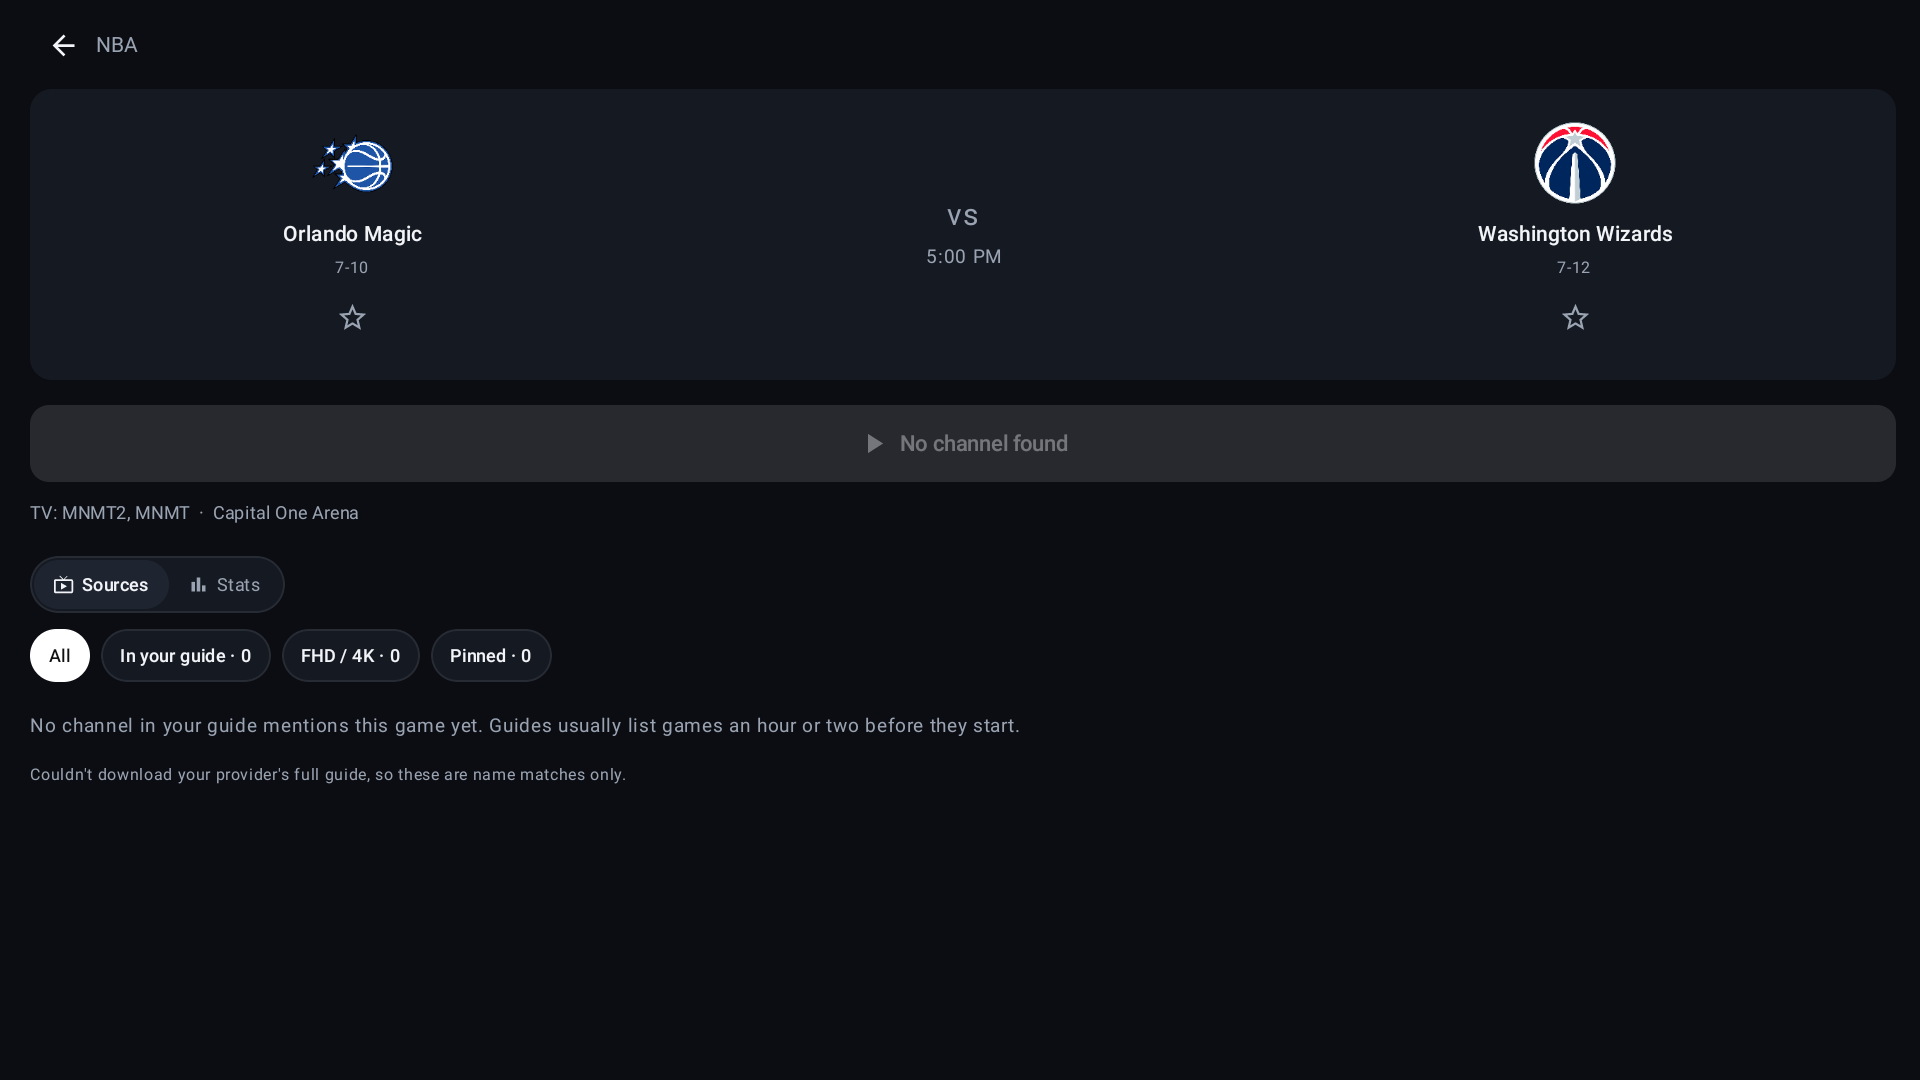 NBA
Orlando Magic
7-10
VS
5:00 PM
Washington Wizards
7-12
No channel found
TV: MNMT2, MNMT · Capital One Arena
Sources
Stats
All
In your guide · 0
FHD / 4K · 0
Pinned · 0
No channel in your guide mentions this game yet. Guides usually list games an hour or two before they start.
Couldn't download your provider's full guide, so these are name matches only.